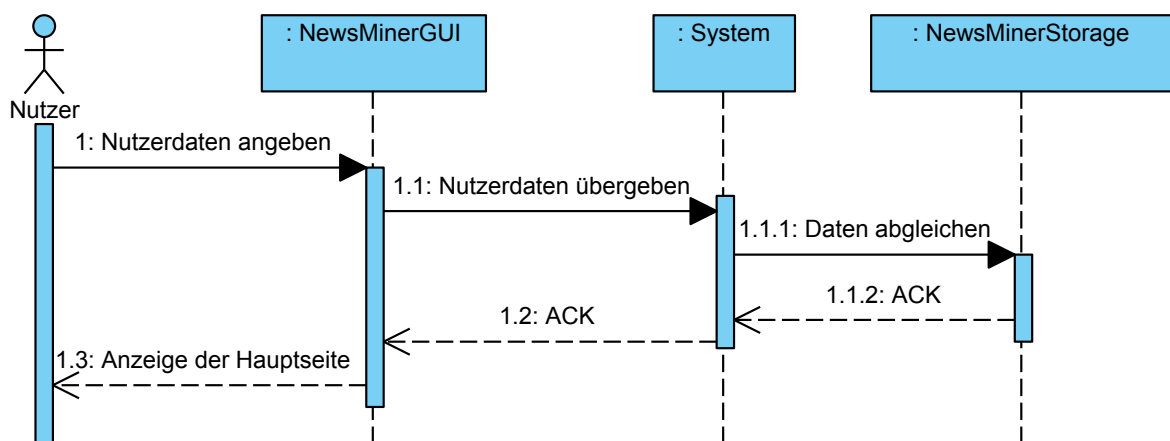 : NewsMinerGUI
: System
: NewsMinerStorage
Nutzer
1: Nutzerdaten angeben
1.1: Nutzerdaten übergeben
1.1.1: Daten abgleichen
1.1.2: ACK
1.2: ACK
1.3: Anzeige der Hauptseite